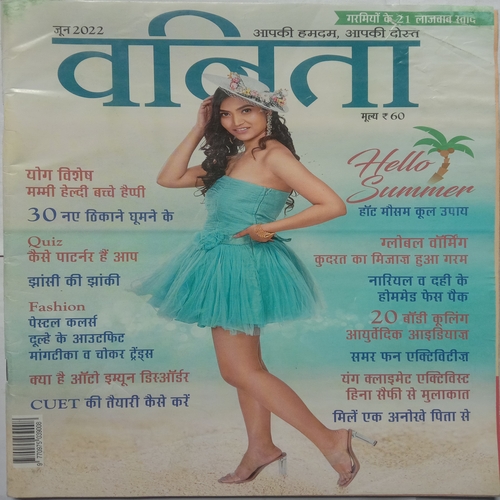 गरमियों के 21 लाजवाब स्वाद
जून 2022
आपकी हमदम, आपकी दोस्त
वनिता
मूल्य ₹ 60
योग विशेष
मम्मी हेल्दी बच्चे हैप्पी
30 नए ठिकाने घूमने के
Quiz
कैसे पार्टनर हैं आप
झांसी की झांकी
Fashion
पेस्टल कलर्स
दूल्हे के आउटफिट
मांगटीका व चोकर ट्रेंड्स
क्या है ऑटो इम्यून डिसऑर्डर
CUET की तैयारी कैसे करें
Hello
Summer
हॉट मौसम कूल उपाय
ग्लोबल वॉर्मिंग
कुदरत का मिजाज हुआ गरम
नारियल व दही के
होममेड फेस पैक
20 बॉडी कूलिंग
आयुर्वेदिक आइडियाज
समर फन एक्टिविटीज़
यंग क्लाइमेट एक्टिविस्ट
हिना सैफी से मुलाकात
मिलें एक अनोखे पिता से